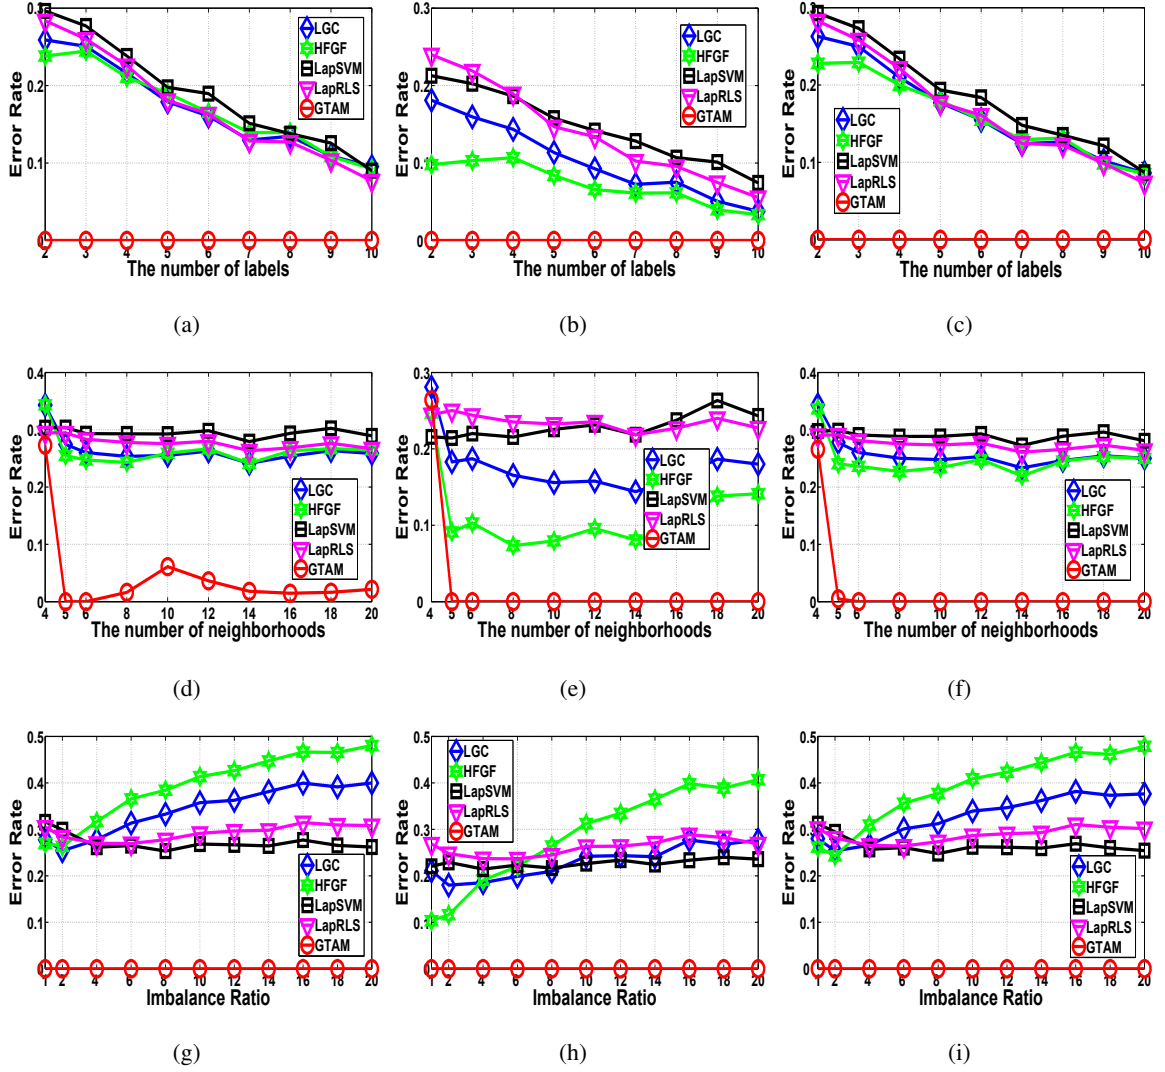 Error Rate
0.3
0.2
0.1
0
LGC
HFGF
LapSVM
LapRLS
GTAM
2 3 4 5 6 7 8 9 10
The number of labels
(a)
Error Rate
0.3
0.2
0.1
0
LGC
HFGF
LapSVM
LapRLS
GTAM
2 3 4 5 6 7 8 9 10
The number of labels
(b)
Error Rate
0.3
0.2
0.1
0
LGC
HFGF
LapSVM
LapRLS
GTAM
2 3 4 5 6 7 8 9 10
The number of labels
(c)
Error Rate
0.4
0.3
0.2
0.1
0
LGC
HFGF
LapSVM
LapRLS
GTAM
4 5 6 8 10 12 14 16 18 20
The number of neighborhoods
(d)
Error Rate
0.3
0.2
0.1
0
LGC
HFGF
LapSVM
LapRLS
GTAM
4 5 6 8 10 12 14 16 18 20
The number of neighborhoods
(e)
Error Rate
0.4
0.3
0.2
0.1
0
LGC
HFGF
LapSVM
LapRLS
GTAM
4 5 6 8 10 12 14 16 18 20
The number of neighborhoods
(f)
Error Rate
0.5
0.4
0.3
0.2
0.1
0
LGC
HFGF
LapSVM
LapRLS
GTAM
1 2 4 6 8 10 12 14 16 18 20
Imbalance Ratio
(g)
Error Rate
0.5
0.4
0.3
0.2
0.1
0
LGC
HFGF
LapSVM
LapRLS
GTAM
1 2 4 6 8 10 12 14 16 18 20
Imbalance Ratio
(h)
Error Rate
0.5
0.4
0.3
0.2
0.1
0
LGC
HFGF
LapSVM
LapRLS
GTAM
1 2 4 6 8 10 12 14 16 18 20
Imbalance Ratio
(i)